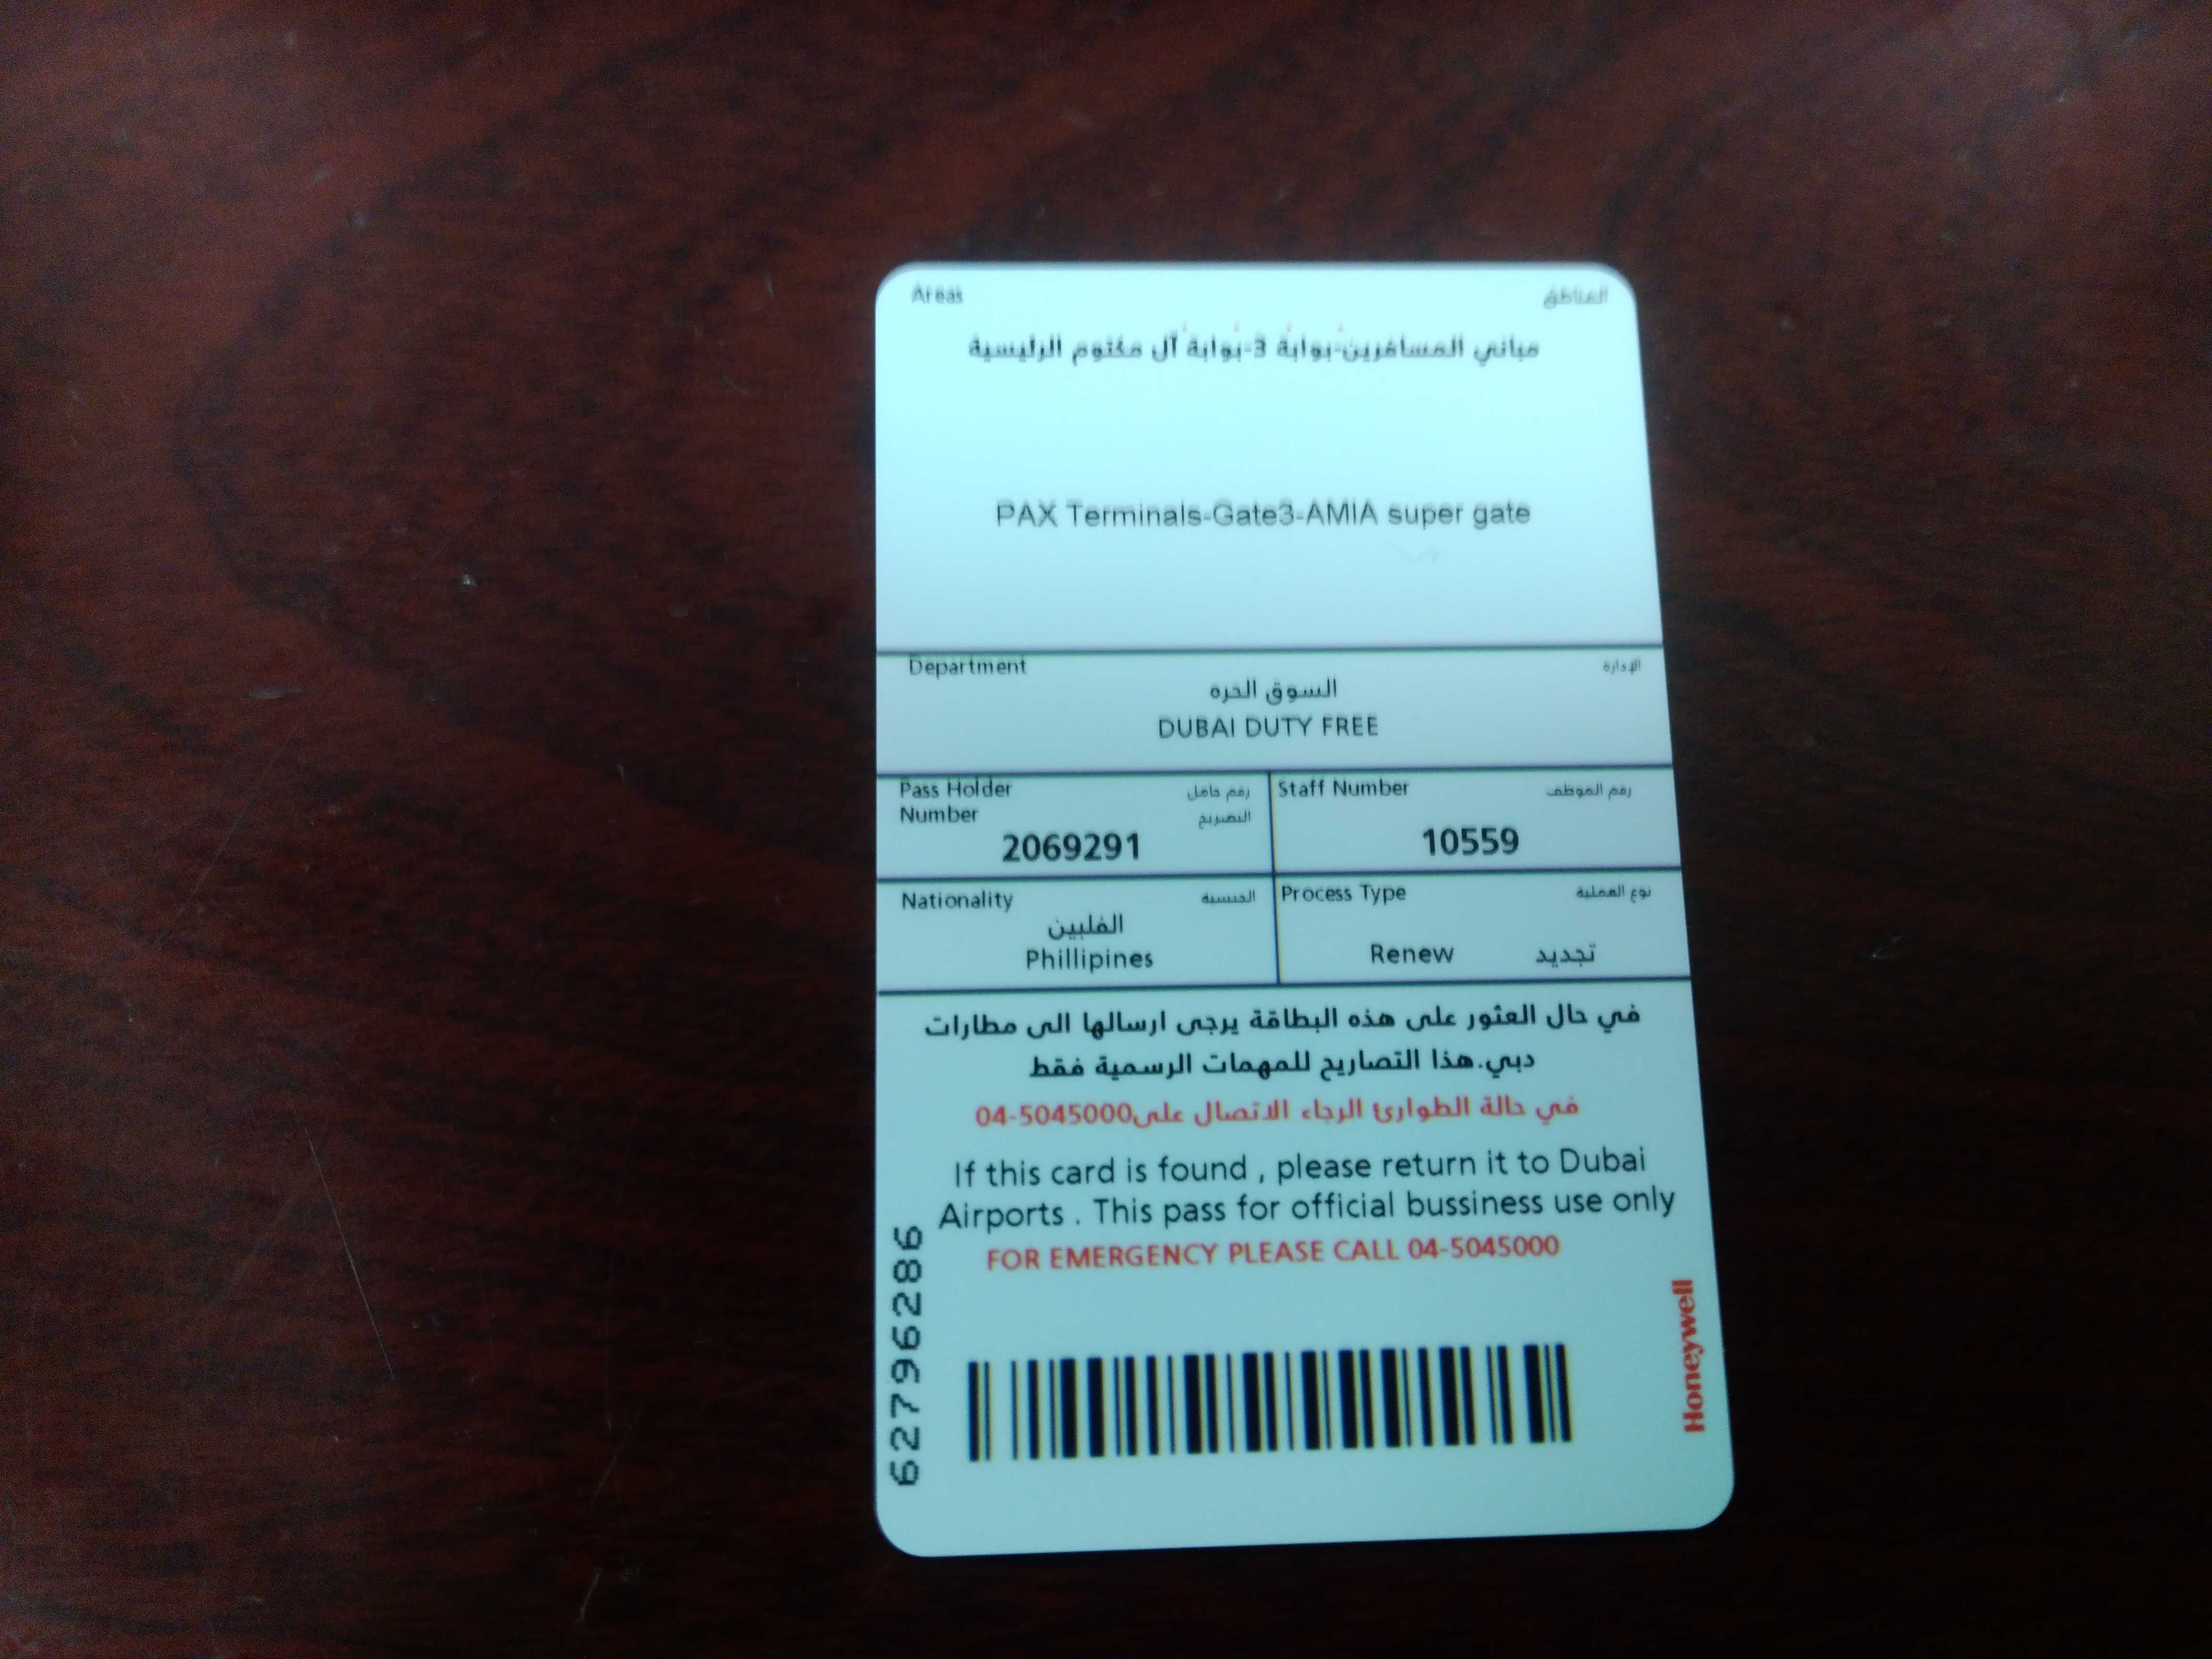 Areas المناطق
مباني المسافرين-بوابة 3-بوابة آل مكتوم الرئيسية
PAX Terminals-Gate3-AMIA super gate
Department الإدارة
السوق الحره
DUBAI DUTY FREE
Pass Holder رقم حامل
Number التصريح
2069291
Staff Number رقم الموظف
10559
Nationality الجنسية
الفلبين
Phillipines
Process Type نوع العملية
Renew تجديد
في حال العثور على هذه البطاقة يرجى ارسالها الى مطارات
دبي.هذا التصاريح للمهمات الرسمية فقط
في حالة الطوارئ الرجاء الاتصال على04-5045000
If this card is found , please return it to Dubai
Airports . This pass for official bussiness use only
FOR EMERGENCY PLEASE CALL 04-5045000
62796286
Honeywell